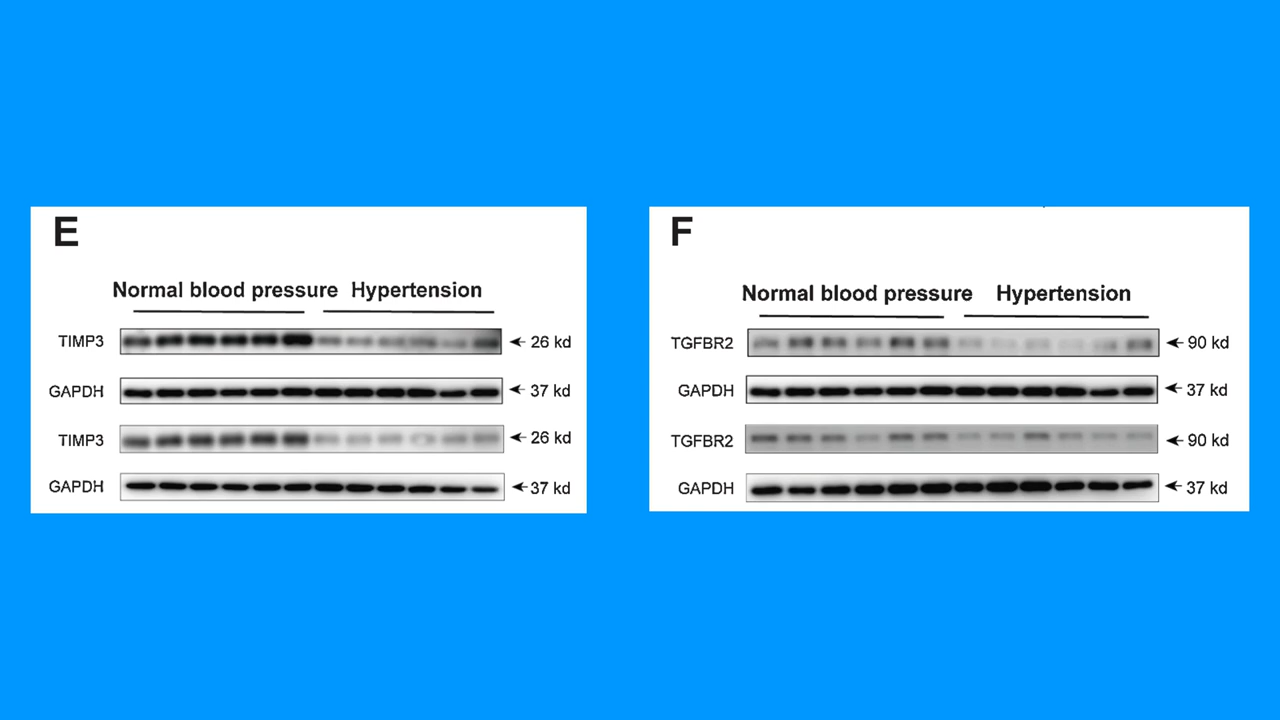 E
Normal blood pressure Hypertension
TIMP3 ← 26 kd
GAPDH ← 37 kd
TIMP3 ← 26 kd
GAPDH ← 37 kd
F
Normal blood pressure Hypertension
TGFBR2 ← 90 kd
GAPDH ← 37 kd
TGFBR2 ← 90 kd
GAPDH ← 37 kd